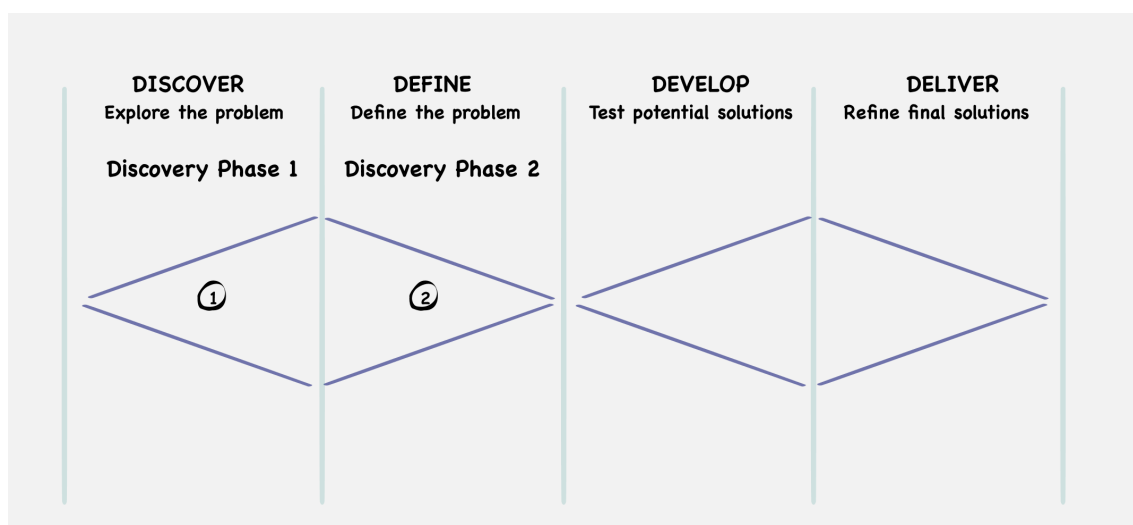 DISCOVER
Explore the problem
Discovery Phase 1
1
DEFINE
Define the problem
Discovery Phase 2
2
DEVELOP
Test potential solutions
DELIVER
Refine final solutions